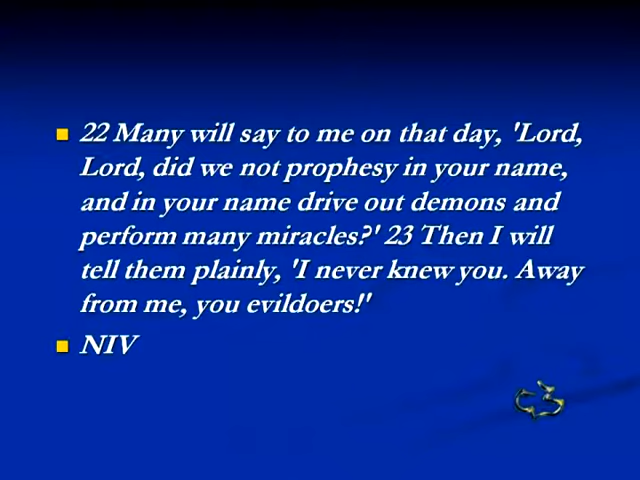 22 Many will say to me on that day, 'Lord,
Lord, did we not prophesy in your name,
and in your name drive out demons and
perform many miracles?' 23 Then I will
tell them plainly, 'I never knew you. Away
from me, you evildoers!'
NIV
C3